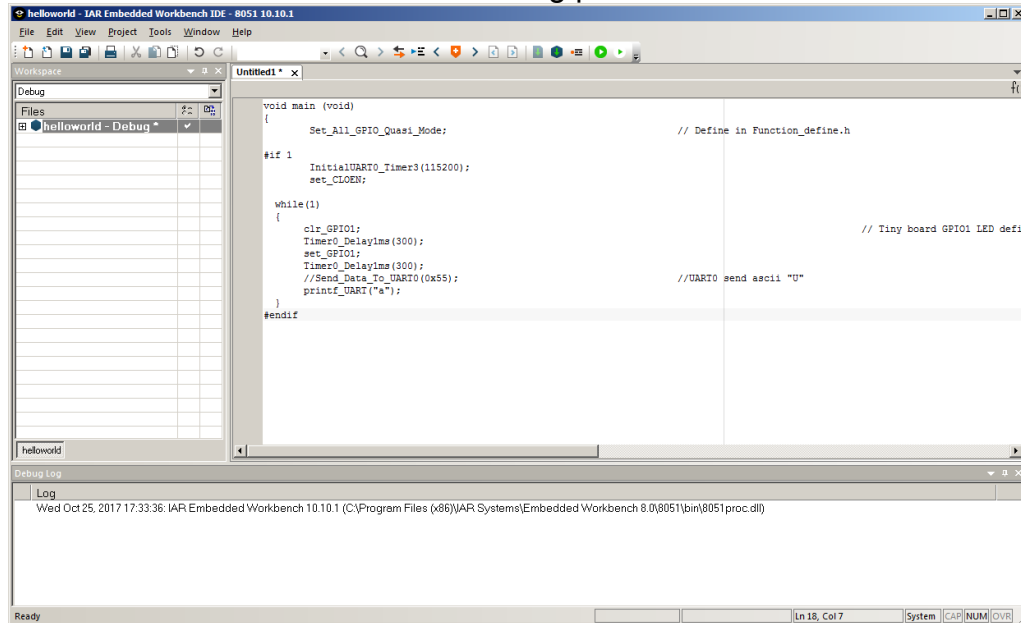 helloworld - IAR Embedded Workbench IDE - 8051 10.10.1
File Edit View Project Tools Window Help
Workspace
Untitled1 * x
Debug
Files
helloworld - Debug *
void main (void)
{
Set_All_GPIO_Quasi_Mode; // Define in Function_define.h
#if 1
InitialUART0_Timer3(115200);
set_CLOEN;
while(1)
{
clr_GPIO1; // Tiny board GPIO1 LED defi
Timer0_Delay1ms(300);
set_GPIO1;
Timer0_Delay1ms(300);
//Send_Data_To_UART0(0x55); //UART0 send ascii "U"
printf_UART("a");
}
#endif
helloworld
Debug Log
Log
Wed Oct 25, 2017 17:33:36: IAR Embedded Workbench 10.10.1 (C:\Program Files (x86)\IAR Systems\Embedded Workbench 8.0\8051\bin\8051proc.dll)
Ready Ln 18, Col 7 System CAP NUM OVR